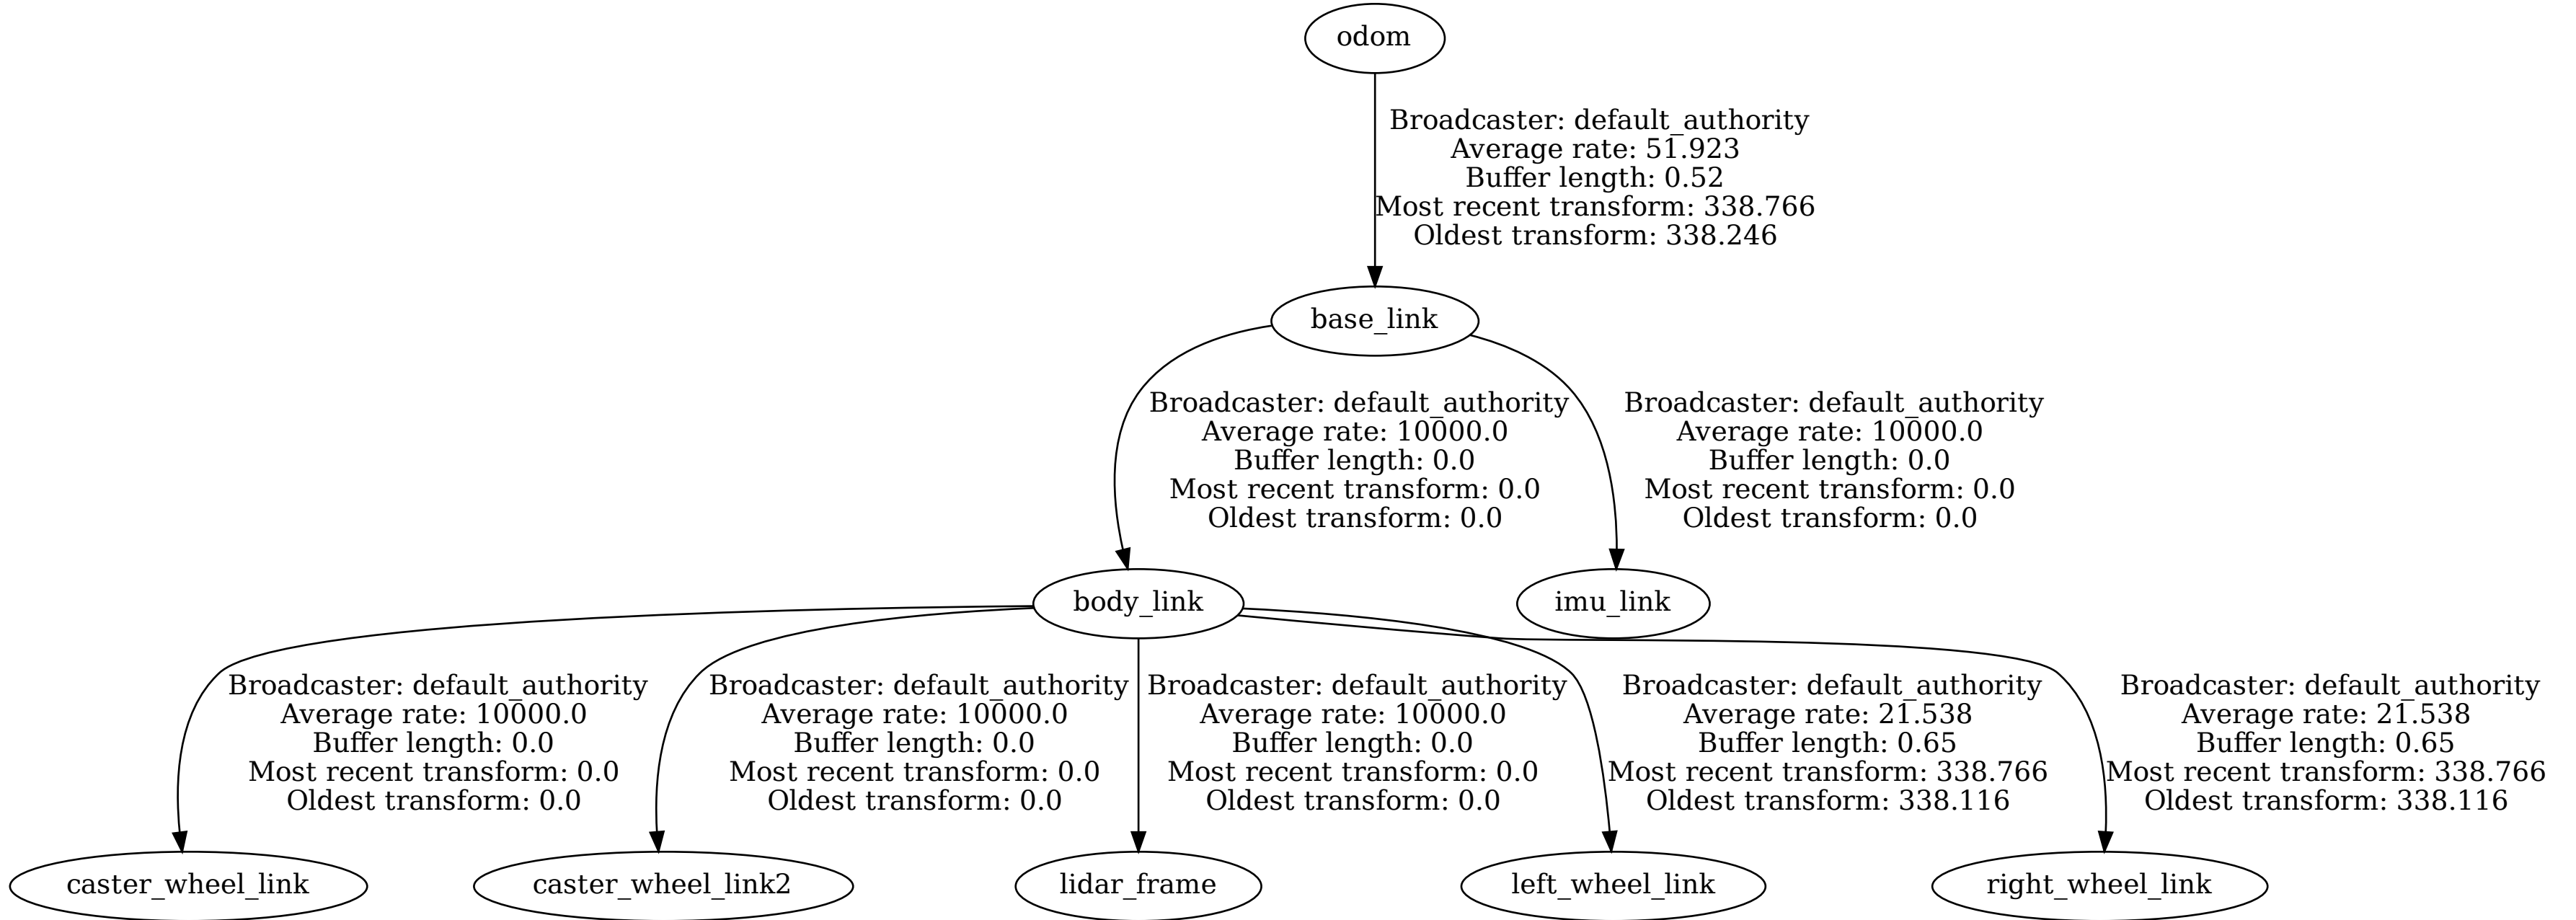 odom
Broadcaster: default_authority
Average rate: 51.923
Buffer length: 0.52
Most recent transform: 338.766
Oldest transform: 338.246
base_link
Broadcaster: default_authority
Average rate: 10000.0
Buffer length: 0.0
Most recent transform: 0.0
Oldest transform: 0.0
Broadcaster: default_authority
Average rate: 10000.0
Buffer length: 0.0
Most recent transform: 0.0
Oldest transform: 0.0
body_link
imu_link
Broadcaster: default_authority
Average rate: 10000.0
Buffer length: 0.0
Most recent transform: 0.0
Oldest transform: 0.0
Broadcaster: default_authority
Average rate: 10000.0
Buffer length: 0.0
Most recent transform: 0.0
Oldest transform: 0.0
Broadcaster: default_authority
Average rate: 10000.0
Buffer length: 0.0
Most recent transform: 0.0
Oldest transform: 0.0
Broadcaster: default_authority
Average rate: 21.538
Buffer length: 0.65
Most recent transform: 338.766
Oldest transform: 338.116
Broadcaster: default_authority
Average rate: 21.538
Buffer length: 0.65
Most recent transform: 338.766
Oldest transform: 338.116
caster_wheel_link
caster_wheel_link2
lidar_frame
left_wheel_link
right_wheel_link